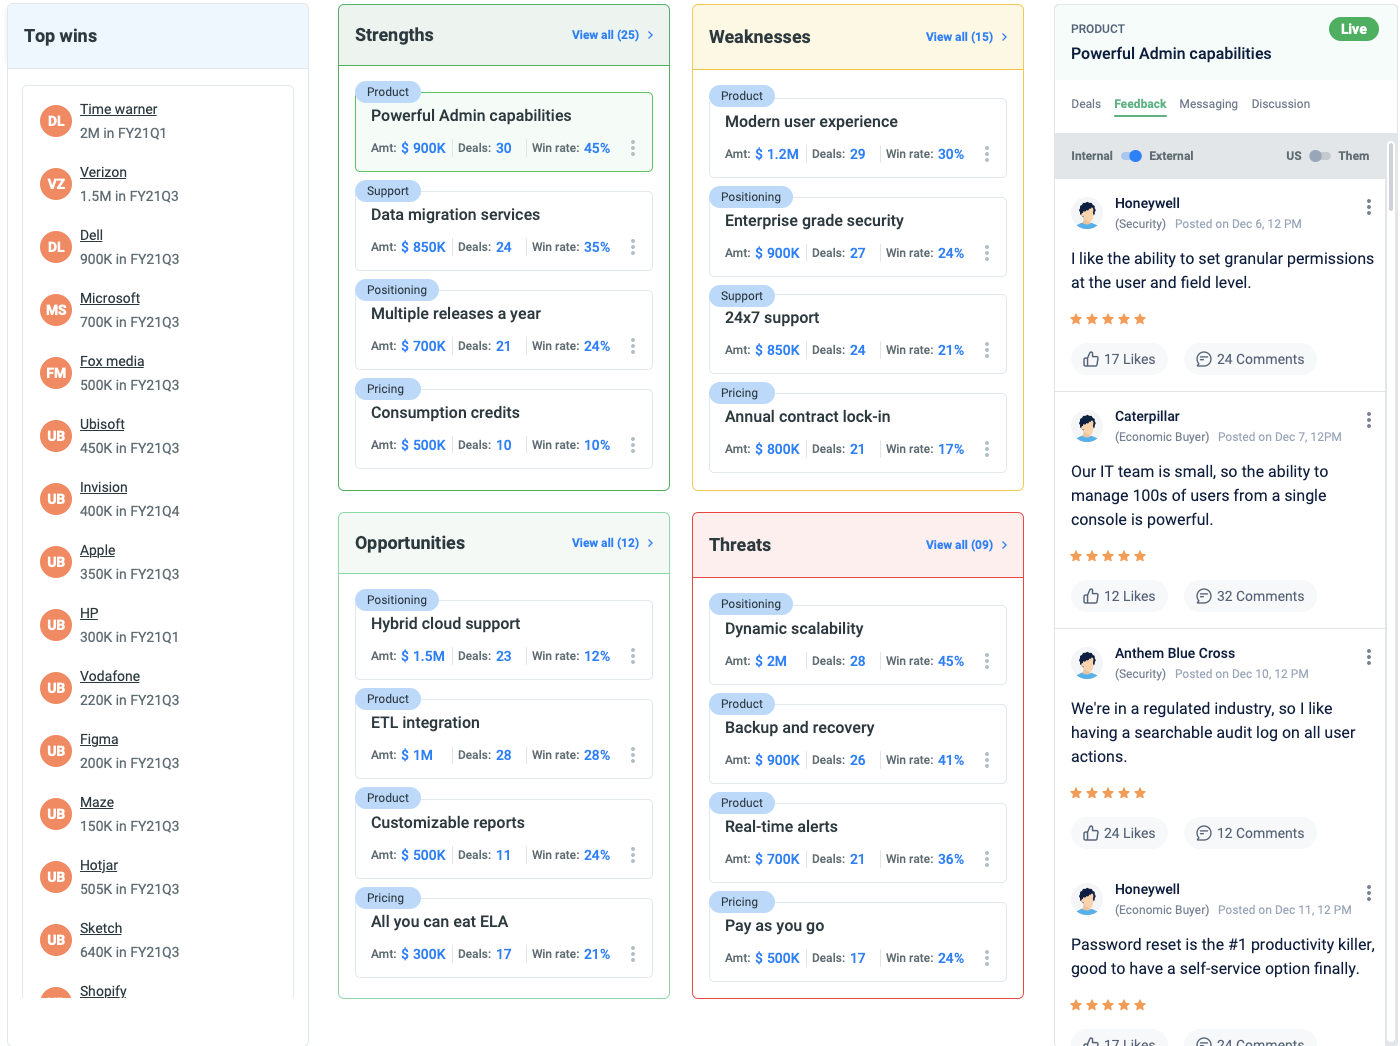 Top wins
DL
Time warner
2M in FY21Q1
VZ
Verizon
1.5M in FY21Q3
DL
Dell
900K in FY21Q3
MS
Microsoft
700K in FY21Q3
FM
Fox media
500K in FY21Q3
UB
Ubisoft
450K in FY21Q3
UB
Invision
400K in FY21Q4
UB
Apple
350K in FY21Q3
UB
HP
300K in FY21Q1
UB
Vodafone
220K in FY21Q3
UB
Figma
200K in FY21Q3
UB
Maze
150K in FY21Q3
UB
Hotjar
505K in FY21Q3
UB
Sketch
640K in FY21Q3
Shopify
Strengths
View all (25)
Product
Powerful Admin capabilities
Amt: $ 900K Deals: 30 Win rate: 45%
Support
Data migration services
Amt: $ 850K Deals: 24 Win rate: 35%
Positioning
Multiple releases a year
Amt: $ 700K Deals: 21 Win rate: 24%
Pricing
Consumption credits
Amt: $ 500K Deals: 10 Win rate: 10%
Weaknesses
View all (15)
Product
Modern user experience
Amt: $ 1.2M Deals: 29 Win rate: 30%
Positioning
Enterprise grade security
Amt: $ 900K Deals: 27 Win rate: 24%
Support
24x7 support
Amt: $ 850K Deals: 24 Win rate: 21%
Pricing
Annual contract lock-in
Amt: $ 800K Deals: 21 Win rate: 17%
Opportunities
View all (12)
Positioning
Hybrid cloud support
Amt: $ 1.5M Deals: 23 Win rate: 12%
Product
ETL integration
Amt: $ 1M Deals: 28 Win rate: 28%
Product
Customizable reports
Amt: $ 500K Deals: 11 Win rate: 24%
Pricing
All you can eat ELA
Amt: $ 300K Deals: 17 Win rate: 21%
Threats
View all (09)
Positioning
Dynamic scalability
Amt: $ 2M Deals: 28 Win rate: 45%
Product
Backup and recovery
Amt: $ 900K Deals: 26 Win rate: 41%
Product
Real-time alerts
Amt: $ 700K Deals: 21 Win rate: 36%
Pricing
Pay as you go
Amt: $ 500K Deals: 17 Win rate: 24%
PRODUCT
Live
Powerful Admin capabilities
Deals Feedback Messaging Discussion
Internal External US Them
Honeywell
(Security) Posted on Dec 6, 12 PM
I like the ability to set granular permissions
at the user and field level.
17 Likes 24 Comments
Caterpillar
(Economic Buyer) Posted on Dec 7, 12PM
Our IT team is small, so the ability to
manage 100s of users from a single
console is powerful.
12 Likes 32 Comments
Anthem Blue Cross
(Security) Posted on Dec 10, 12 PM
We're in a regulated industry, so I like
having a searchable audit log on all user
actions.
24 Likes 12 Comments
Honeywell
(Economic Buyer) Posted on Dec 11, 12 PM
Password reset is the #1 productivity killer,
good to have a self-service option finally.
17 Likes 24 Comments